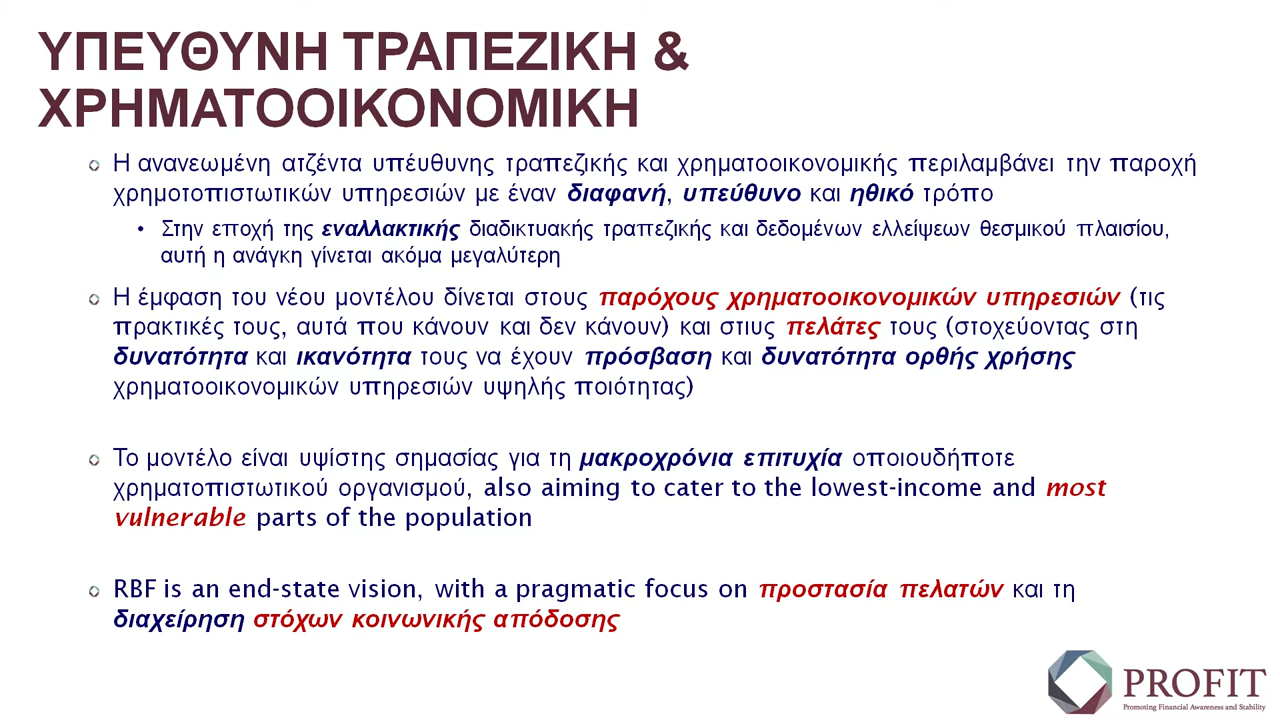 ΥΠΕΥΘΥΝΗ ΤΡΑΠΕΖΙΚΗ &
ΧΡΗΜΑΤΟΟΙΚΟΝΟΜΙΚΗ
Η ανανεωμένη ατζέντα υπέυθυνης τραπεζικής και χρηματοοικονομικής περιλαμβάνει την παροχή
χρημοτοπιστωτικών υπηρεσιών με έναν διαφανή, υπεύθυνο και ηθικό τρόπο
• Στην εποχή της εναλλακτικής διαδικτυακής τραπεζικής και δεδομένων ελλείψεων θεσμικού πλαισίου,
αυτή η ανάγκη γίνεται ακόμα μεγαλύτερη
Η έμφαση του νέου μοντέλου δίνεται στους παρόχους χρηματοοικονομικών υπηρεσιών (τις
πρακτικές τους, αυτά που κάνουν και δεν κάνουν) και στιυς πελάτες τους (στοχεύοντας στη
δυνατότητα και ικανότητα τους να έχουν πρόσβαση και δυνατότητα ορθής χρήσης
χρηματοοικονομικών υπηρεσιών υψηλής ποιότητας)
Το μοντέλο είναι υψίστης σημασίας για τη μακροχρόνια επιτυχία οποιουδήποτε
χρηματοπιστωτικού οργανισμού, also aiming to cater to the lowest-income and most
vulnerable parts of the population
RBF is an end-state vision, with a pragmatic focus on προστασία πελατών και τη
διαχείρηση στόχων κοινωνικής απόδοσης
PROFIT
Promoting Financial Awareness and Stability